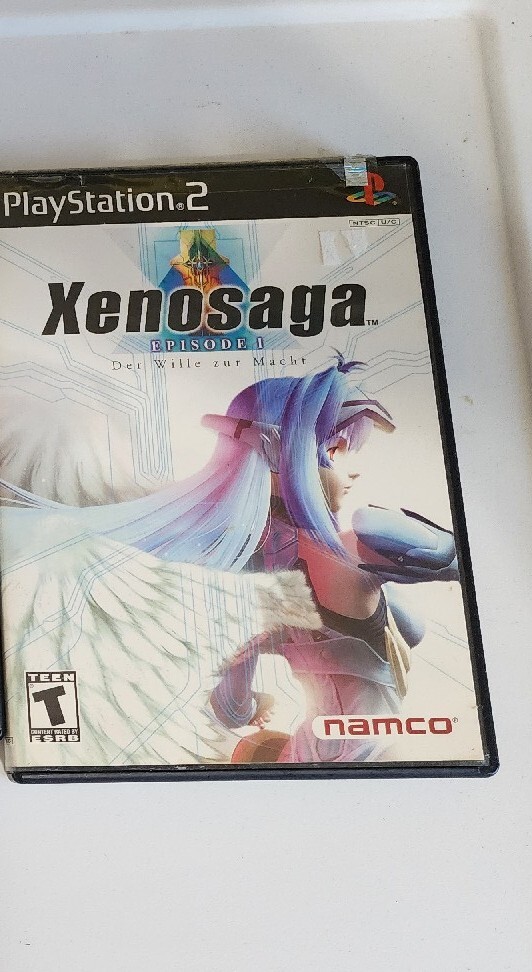 PlayStation®2
NTSC U/C
Xenosaga™
EPISODE I
Der Wille zur Macht
TEEN
T
®
CONTENT RATED BY
ESRB
namco®